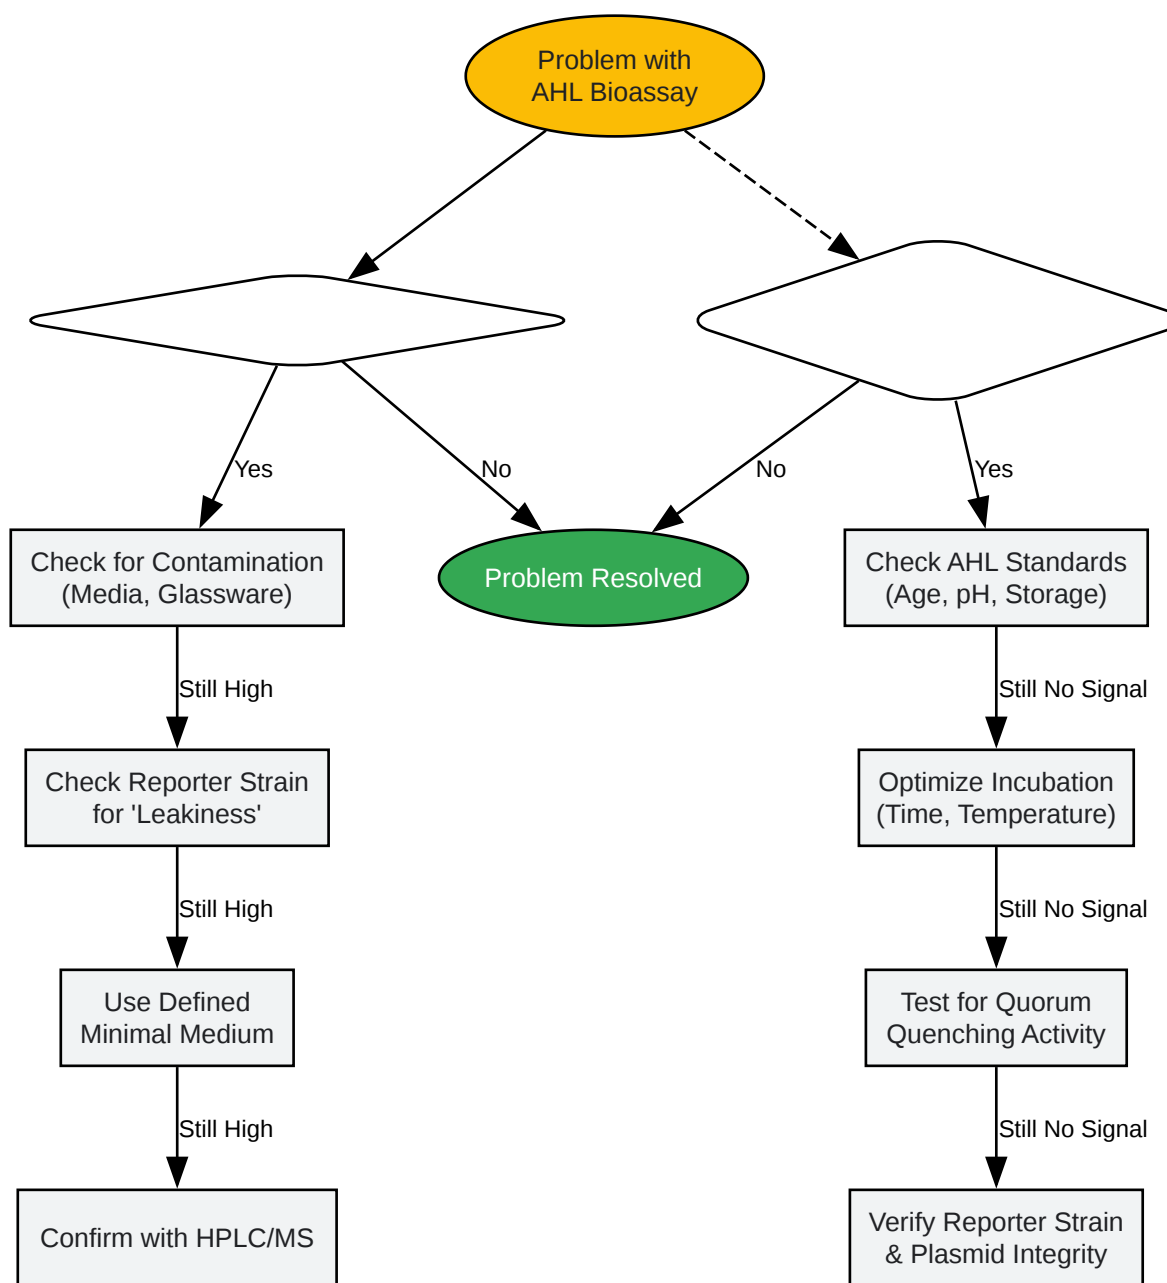 Problem with
AHL Bioassay
Yes
No
No
Yes
Check for Contamination
(Media, Glassware)
Problem Resolved
Check AHL Standards
(Age, pH, Storage)
Still High
Still No Signal
Check Reporter Strain
for 'Leakiness'
Optimize Incubation
(Time, Temperature)
Still High
Still No Signal
Use Defined
Minimal Medium
Test for Quorum
Quenching Activity
Still High
Still No Signal
Confirm with HPLC/MS
Verify Reporter Strain
& Plasmid Integrity